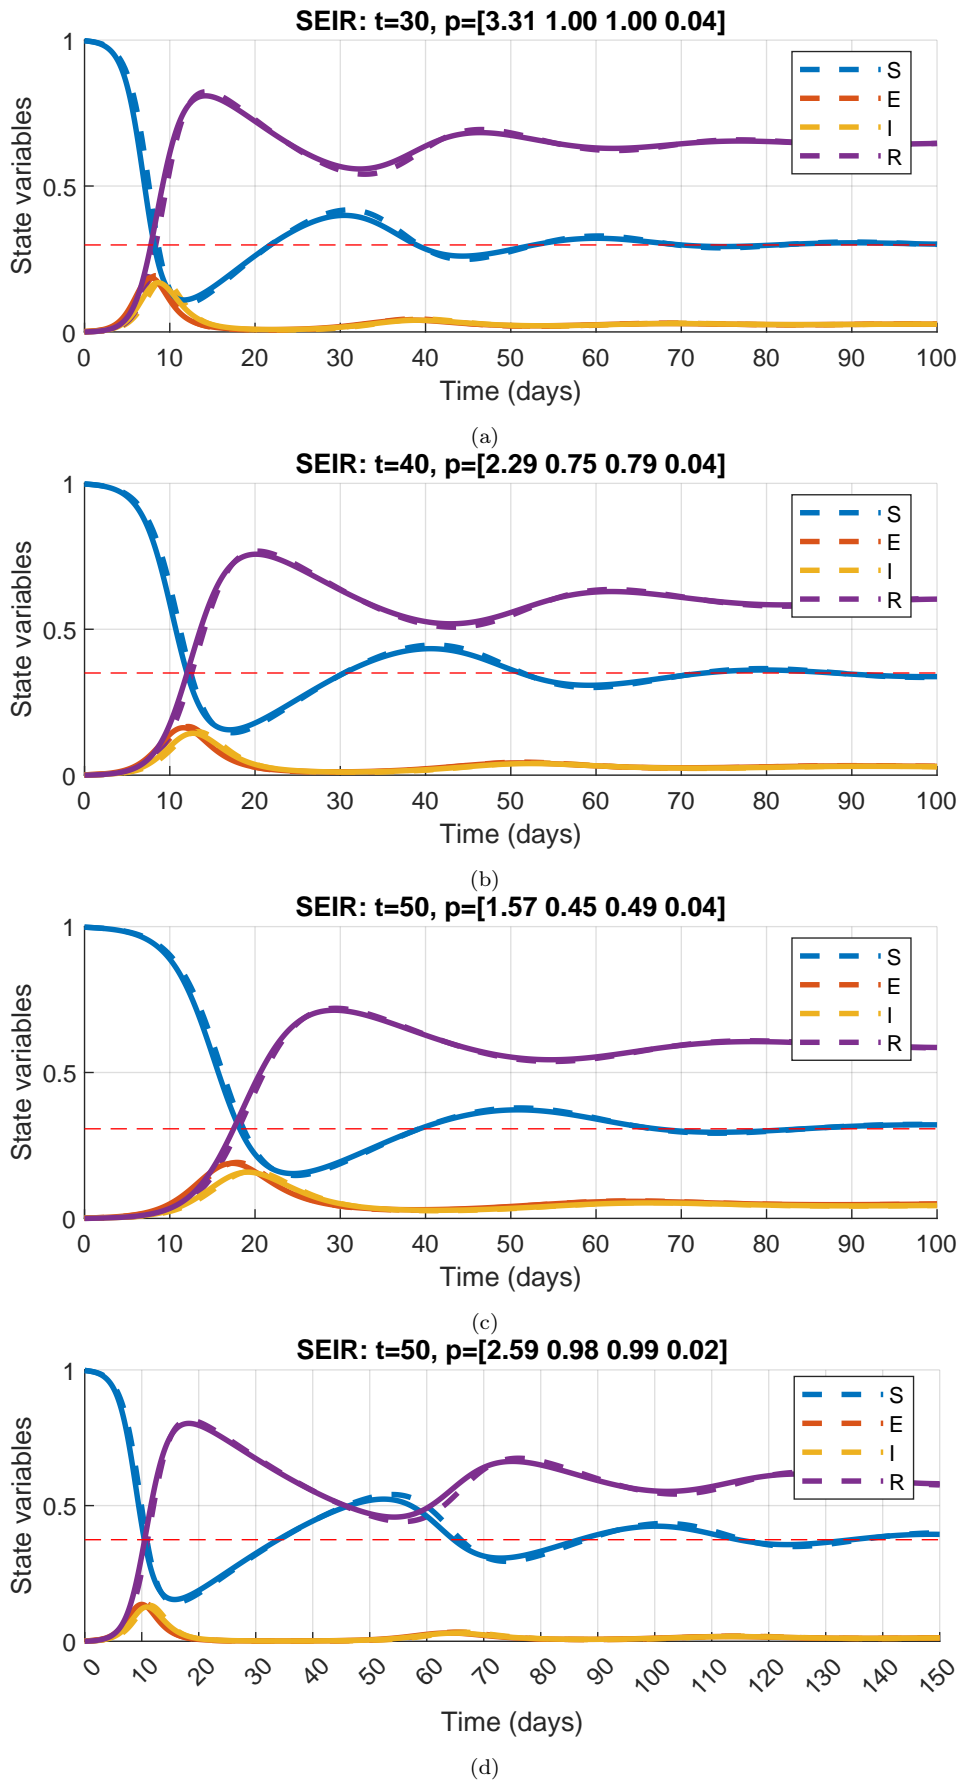 SEIR: t=30, p=[3.31 1.00 1.00 0.04]
State variables
1
0.5
0
S
E
I
R
0 10 20 30 40 50 60 70 80 90 100
Time (days)
(a)
SEIR: t=40, p=[2.29 0.75 0.79 0.04]
State variables
1
0.5
0
S
E
I
R
0 10 20 30 40 50 60 70 80 90 100
Time (days)
(b)
SEIR: t=50, p=[1.57 0.45 0.49 0.04]
State variables
1
0.5
0
S
E
I
R
0 10 20 30 40 50 60 70 80 90 100
Time (days)
(c)
SEIR: t=50, p=[2.59 0.98 0.99 0.02]
State variables
1
0.5
0
S
E
I
R
0 10 20 30 40 50 60 70 80 90 100 110 120 130 140 150
Time (days)
(d)